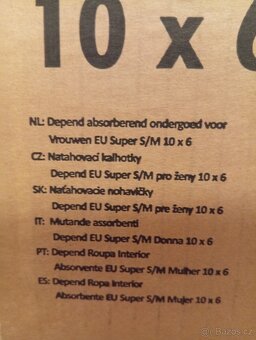 10 x 6
NL: Depend absorberend ondergoed voor
Vrouwen EU Super S/M 10 x 6
CZ: Natahovací kalhotky
Depend EU Super S/M pro ženy 10 x 6
SK: Naťahovacie nohavičky
Depend EU Super S/M pre ženy 10 x 6
IT: Mutande assorbenti
Depend EU Super S/M Donna 10 x 6
PT: Depend Roupa Interior
Absorvente EU Super S/M Mulher 10 x 6
ES: Depend Ropa Interior
Absorbente EU Super S/M Mujer 10 x 6